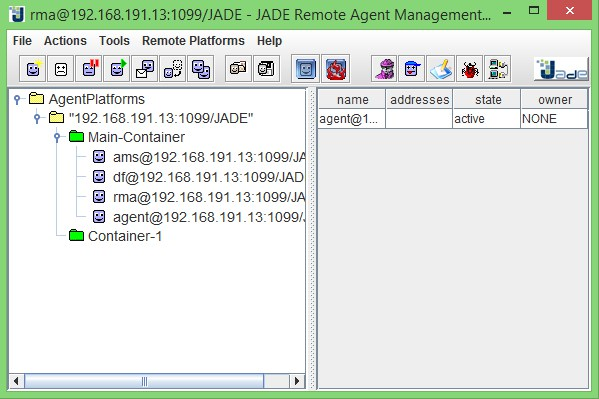 rma@192.168.191.13:1099/JADE - JADE Remote Agent Management...
File Actions Tools Remote Platforms Help
Jade
AgentPlatforms
"192.168.191.13:1099/JADE"
Main-Container
ams@192.168.191.13:1099/JA
df@192.168.191.13:1099/JAD
rma@192.168.191.13:1099/JA
agent@192.168.191.13:1099/
Container-1
name addresses state owner
agent@1... active NONE